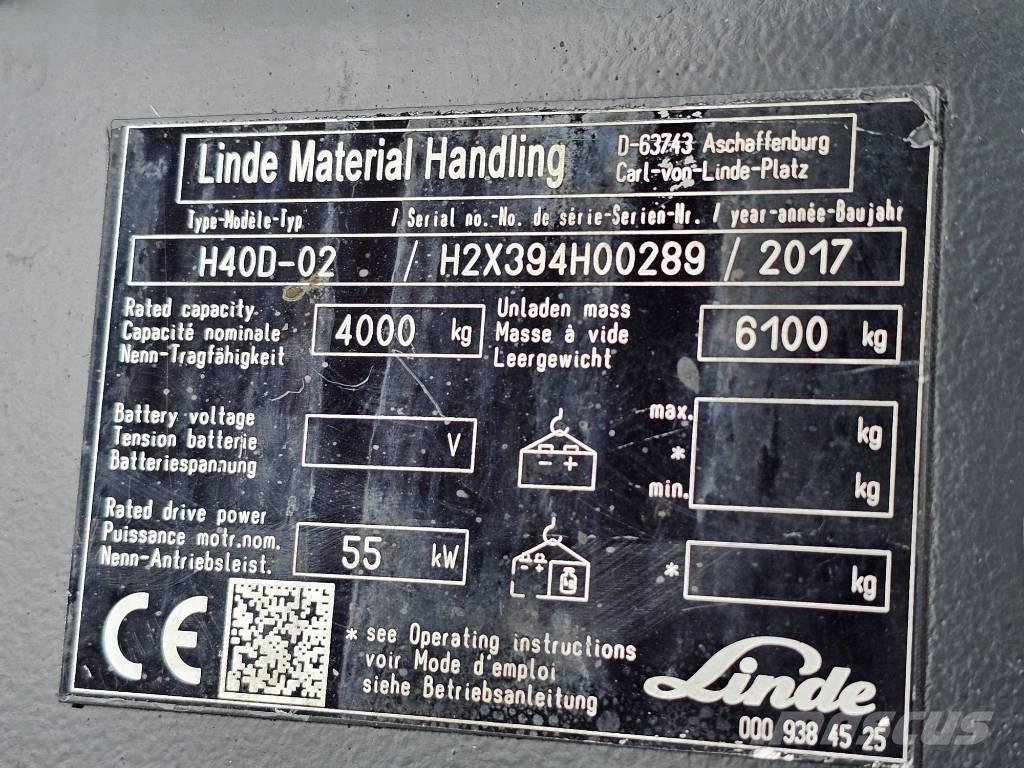 Linde Material Handling
D-63743 Aschaffenburg
Carl-von-Linde-Platz
Type-Modèle-Typ / Serial no.-No. de série-Serien-Nr. / year-année-Baujahr
H40D-02 / H2X394H00289 / 2017
Rated capacity
Capacité nominale
Nenn-Tragfähigkeit
4000 kg
Unladen mass
Masse à vide
Leergewicht
6100 kg
Battery voltage
Tension batterie
Batteriespannung
V
- +
max. kg
*
min. kg
Rated drive power
Puissance motr.nom.
Nenn-Antriebsleist.
55 kW
- + kg
* kg
CE
* see Operating instructions
voir Mode d'emploi
siehe Betriebsanleitung
Linde
000 938 45 25